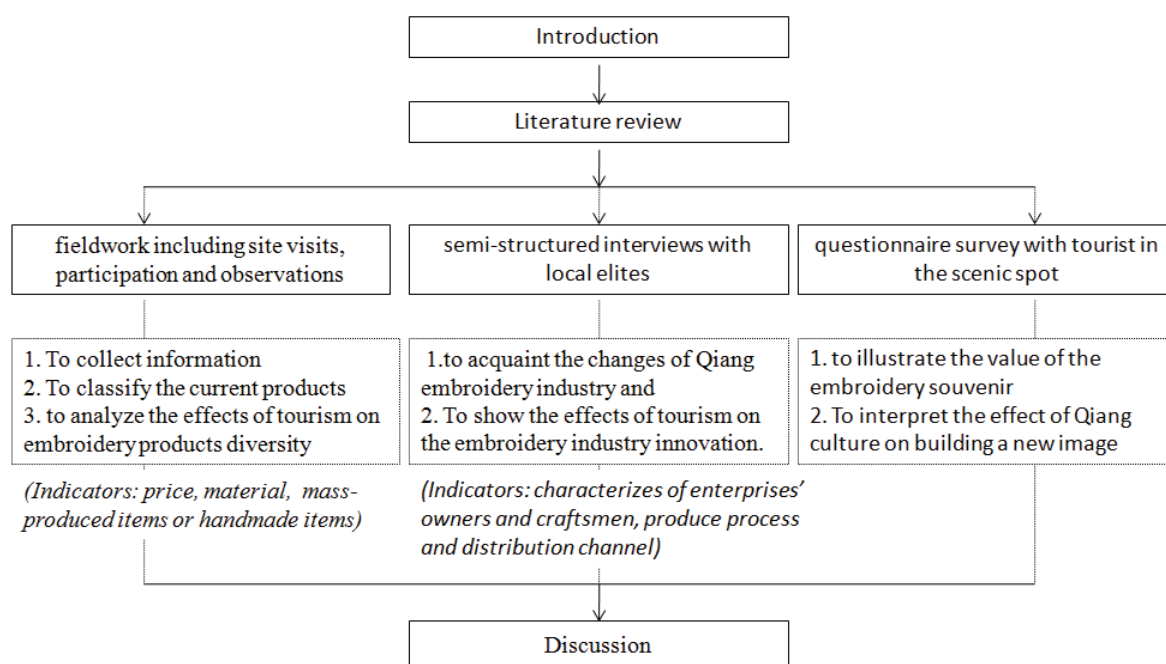 Introduction
Literature review
fieldwork including site visits,
participation and observations
semi-structured interviews with
local elites
questionnaire survey with tourist in
the scenic spot
1. To collect information
2. To classify the current products
3. to analyze the effects of tourism on
embroidery products diversity
1.to acquaint the changes of Qiang
embroidery industry and
2. To show the effects of tourism on
the embroidery industry innovation.
1. to illustrate the value of the
embroidery souvenir
2. To interpret the effect of Qiang
culture on building a new image
(Indicators: price, material, mass-
produced items or handmade items)
(Indicators: characterizes of enterprises’
owners and craftsmen, produce process
and distribution channel)
Discussion